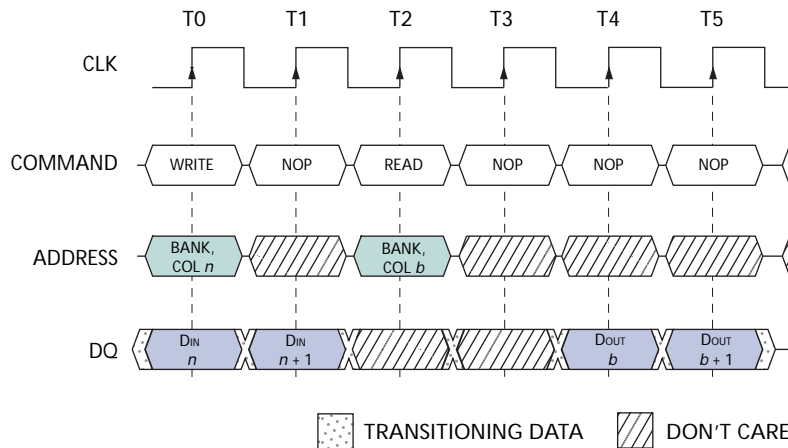 T0 T1 T2 T3 T4 T5
CLK
COMMAND WRITE NOP READ NOP NOP NOP
ADDRESS BANK, COL n BANK, COL b
DQ DIN n DIN n + 1 DOUT b DOUT b + 1
TRANSITIONING DATA DON'T CARE